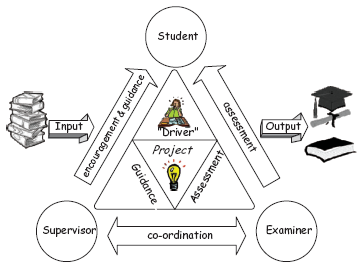 Student
encouragement & guidance
assessment
Input
"Driver"
Output
Project
Guidance
Assessment
Supervisor
co-ordination
Examiner